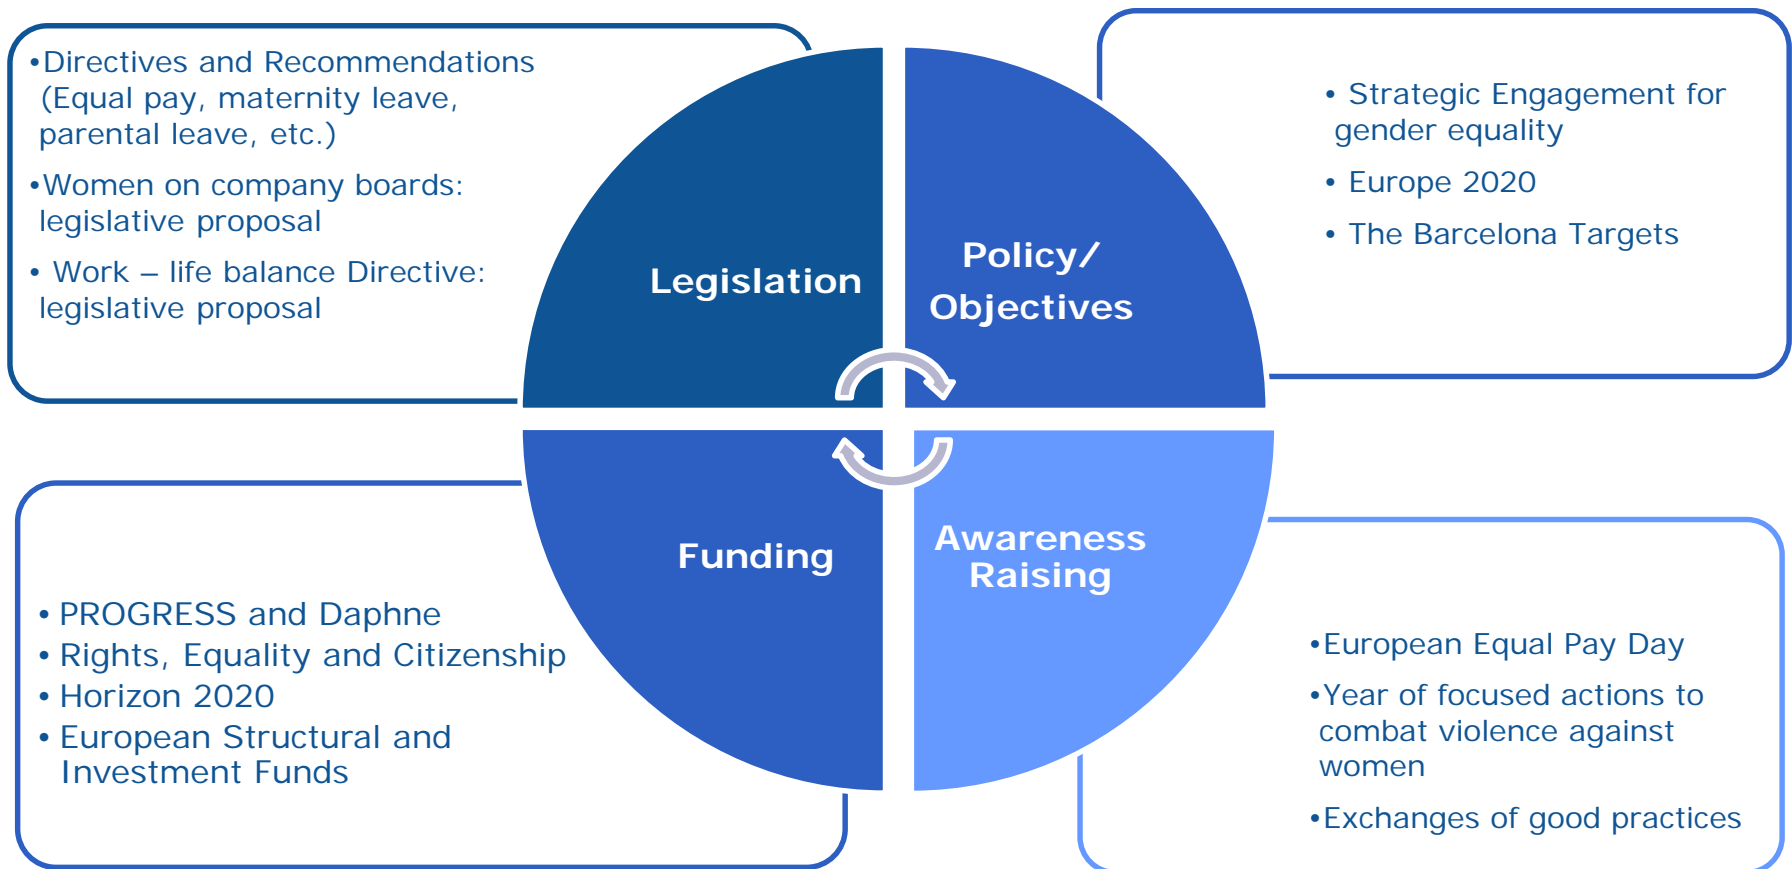 •Directives and Recommendations
(Equal pay, maternity leave,
parental leave, etc.)
•Women on company boards:
legislative proposal
• Work – life balance Directive:
legislative proposal
Legislation
Policy/
Objectives
• Strategic Engagement for
gender equality
• Europe 2020
• The Barcelona Targets
Funding
• PROGRESS and Daphne
• Rights, Equality and Citizenship
• Horizon 2020
• European Structural and
Investment Funds
Awareness
Raising
•European Equal Pay Day
•Year of focused actions to
combat violence against
women
•Exchanges of good practices